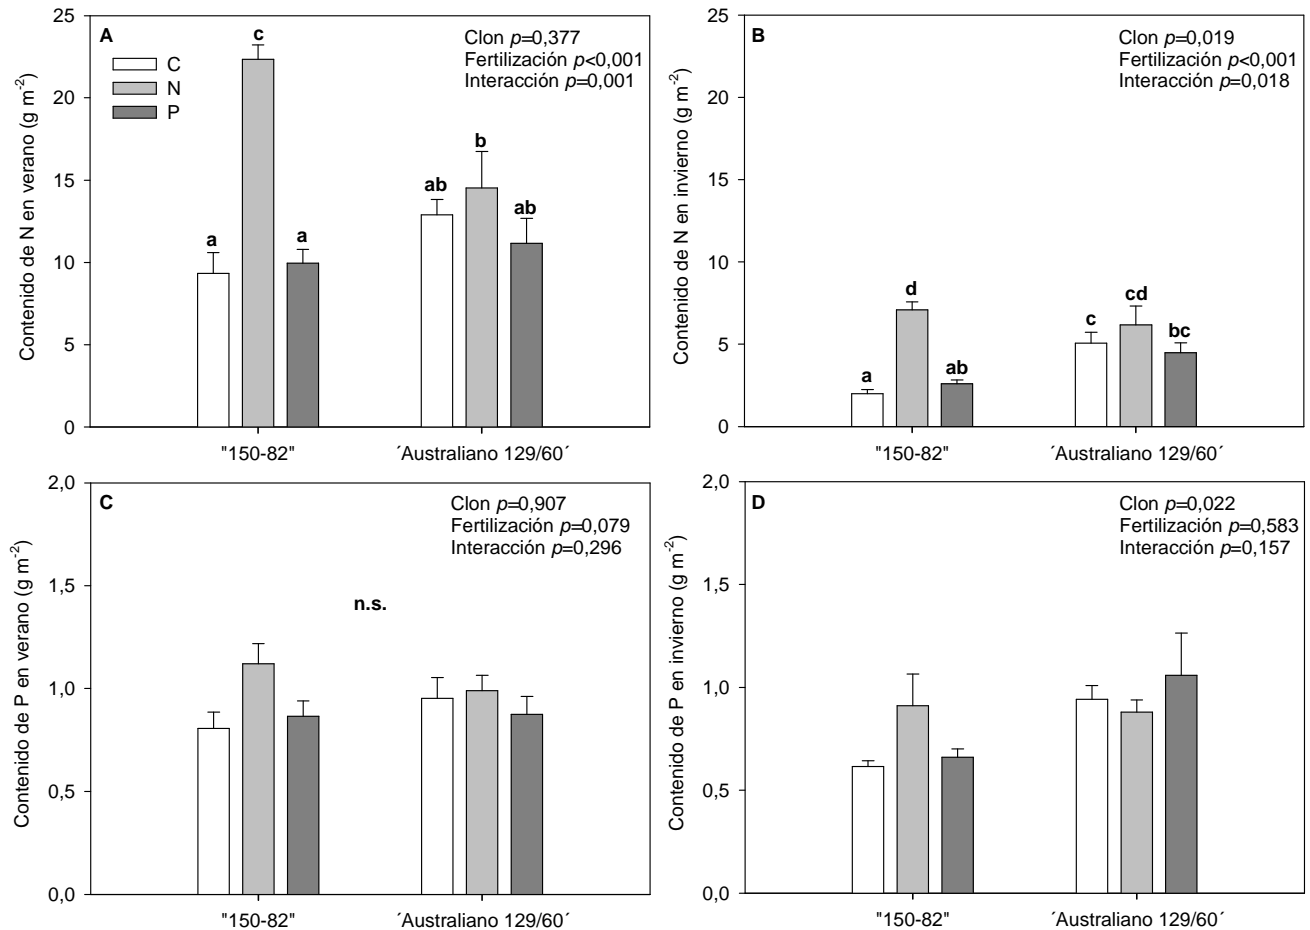 A
C
N
P
Clon p=0,377
Fertilización p<0,001
Interacción p=0,001
Contenido de N en verano (g m-2)
25
20
15
10
5
0
a
c
a
ab
b
ab
"150-82"
´Australiano 129/60´
B
Clon p=0,019
Fertilización p<0,001
Interacción p=0,018
Contenido de N en invierno (g m-2)
25
20
15
10
5
0
a
d
ab
c
cd
bc
"150-82"
´Australiano 129/60´
C
Clon p=0,907
Fertilización p=0,079
Interacción p=0,296
Contenido de P en verano (g m-2)
2,0
1,5
1,0
0,5
0,0
n.s.
"150-82"
´Australiano 129/60´
D
Clon p=0,022
Fertilización p=0,583
Interacción p=0,157
Contenido de P en invierno (g m-2)
2,0
1,5
1,0
0,5
0,0
"150-82"
´Australiano 129/60´